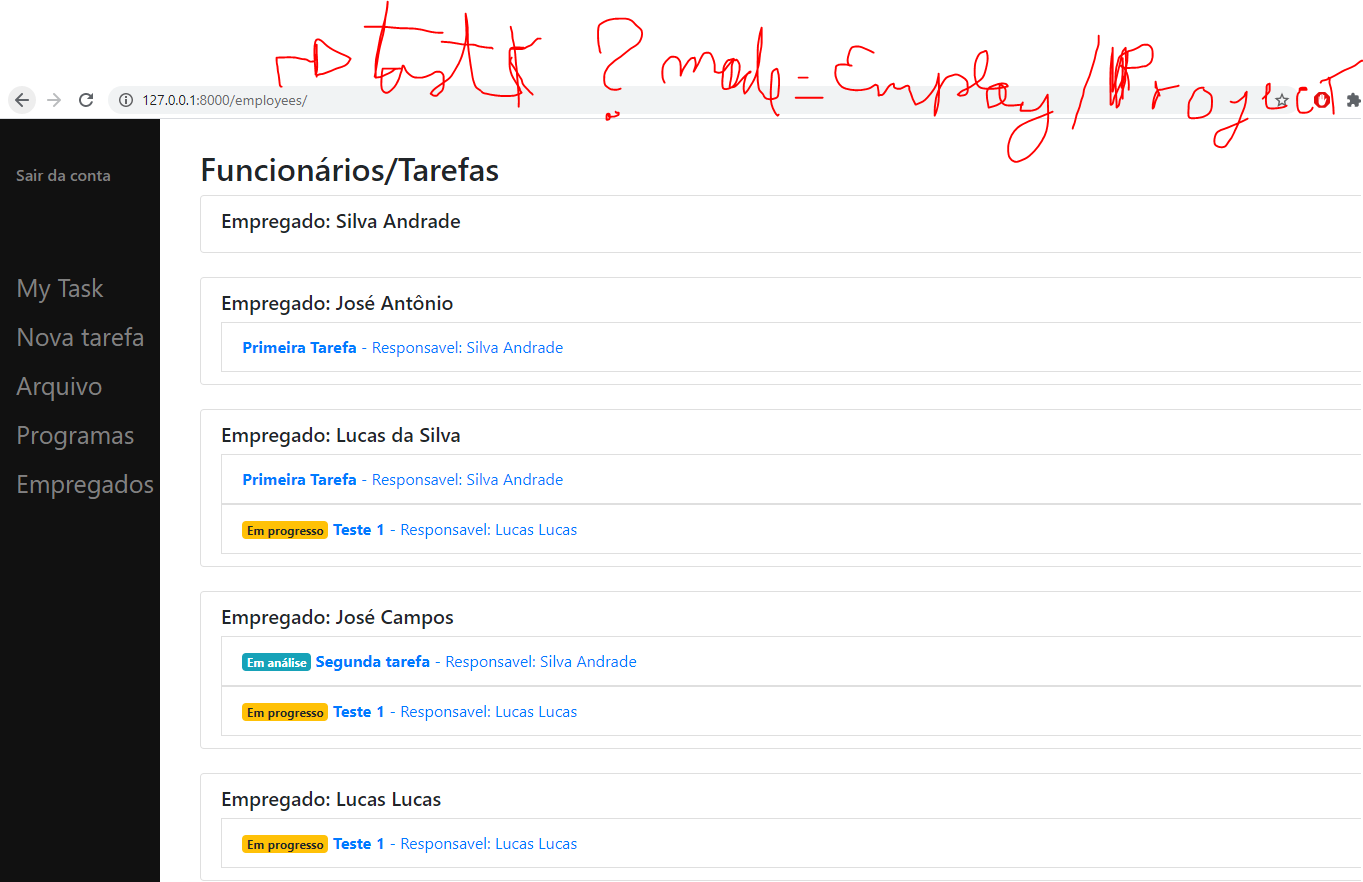 ? mode = Employ / Proyect
127.0.0.1:8000/employees/
Sair da conta
My Task
Nova tarefa
Arquivo
Programas
Empregados
Funcionários/Tarefas
Empregado: Silva Andrade
Empregado: José Antônio
Primeira Tarefa - Responsavel: Silva Andrade
Empregado: Lucas da Silva
Primeira Tarefa - Responsavel: Silva Andrade
Em progresso Teste 1 - Responsavel: Lucas Lucas
Empregado: José Campos
Em análise Segunda tarefa - Responsavel: Silva Andrade
Em progresso Teste 1 - Responsavel: Lucas Lucas
Empregado: Lucas Lucas
Em progresso Teste 1 - Responsavel: Lucas Lucas